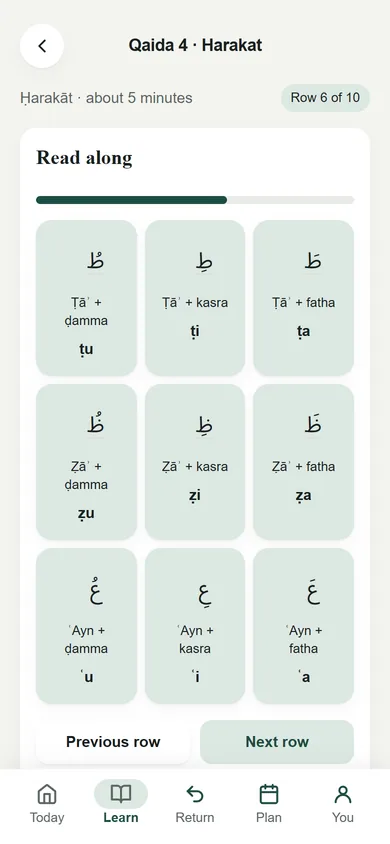 Qaida 4 · Harakat
Ḥarakāt · about 5 minutes
Row 6 of 10
Read along
طَ
Ṭāʾ + fatha
ṭa
طِ
Ṭāʾ + kasra
ṭi
طُ
Ṭāʾ +
ḍamma
ṭu
ظَ
Ẓāʾ + fatha
ẓa
ظِ
Ẓāʾ + kasra
ẓi
ظُ
Ẓāʾ +
ḍamma
ẓu
عَ
ʿAyn +
fatha
ʿa
عِ
ʿAyn +
kasra
ʿi
عُ
ʿAyn +
ḍamma
ʿu
Previous row
Next row
Today
Learn
Return
Plan
You